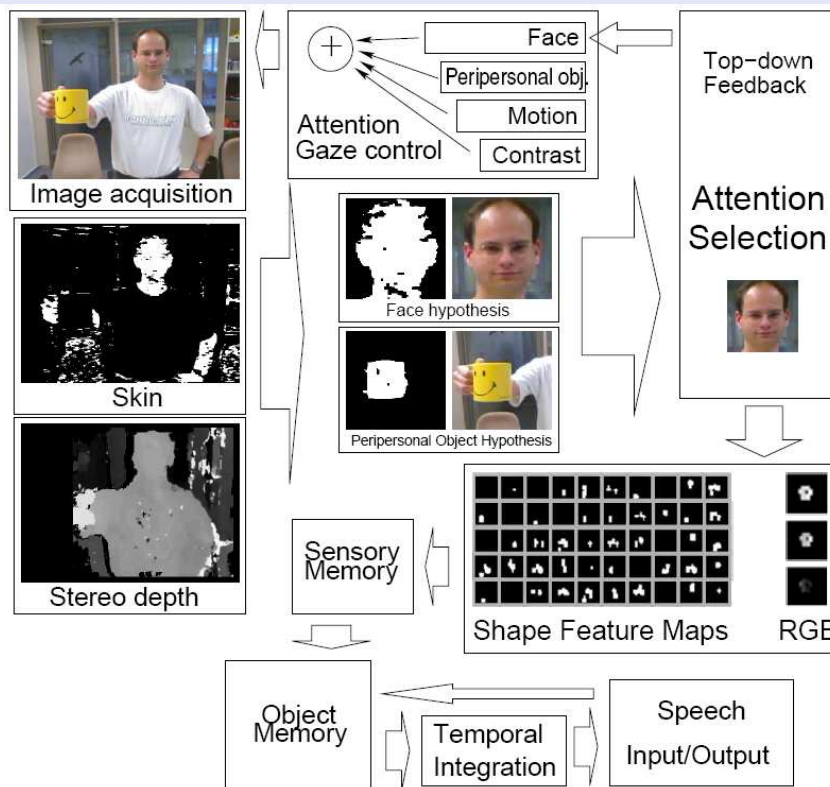 Image acquisition
Face
Peripersonal obj.
Motion
Contrast
Attention
Gaze control
Top-down
Feedback
Attention
Selection
Skin
Face hypothesis
Peripersonal Object Hypothesis
Stereo depth
Sensory
Memory
Shape Feature Maps
RGB
Object
Memory
Temporal
Integration
Speech
Input/Output